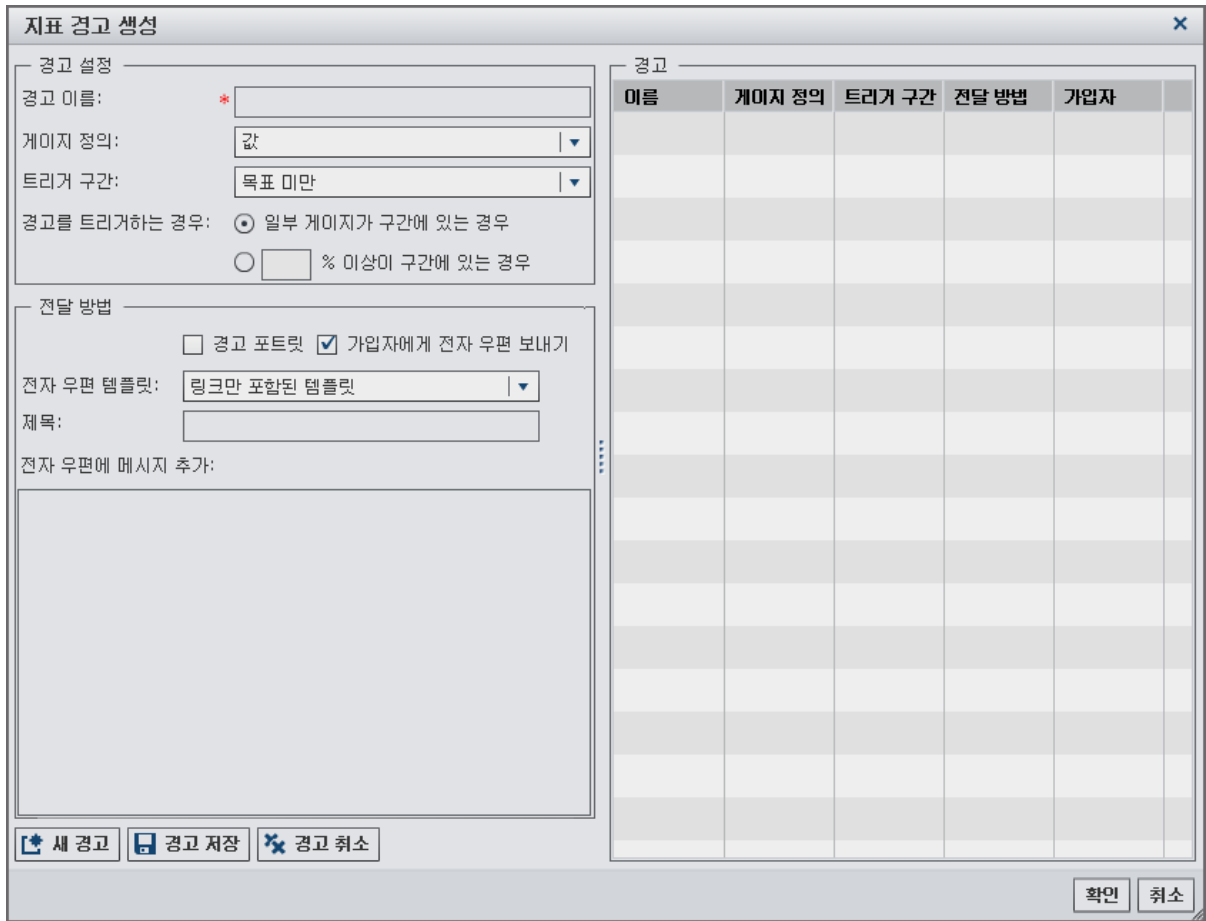 지표 경고 생성
경고 설정
경고 이름: *
게이지 정의: 값
트리거 구간: 목표 미만
경고를 트리거하는 경우: 일부 게이지가 구간에 있는 경우
% 이상이 구간에 있는 경우
전달 방법
경고 포트릿 가입자에게 전자 우편 보내기
전자 우편 템플릿: 링크만 포함된 템플릿
제목:
전자 우편에 메시지 추가:
새 경고 경고 저장 경고 취소
경고
이름 게이지 정의 트리거 구간 전달 방법 가입자
확인 취소